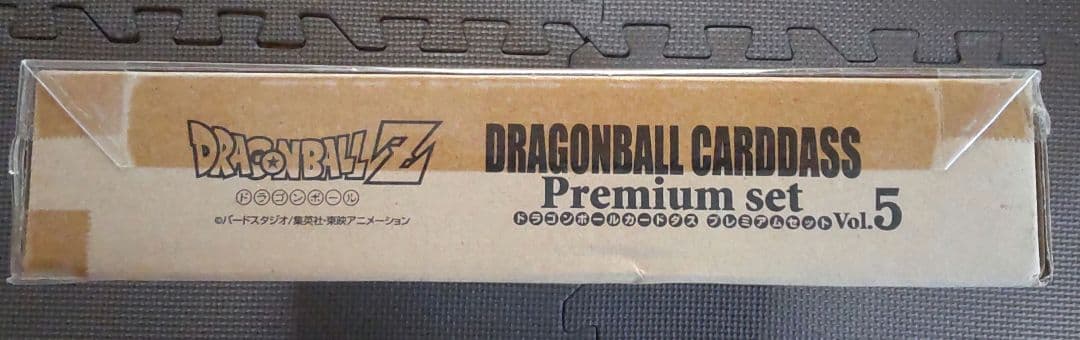 DRAGONBALL Z
ドラゴンボール
©バードスタジオ/集英社・東映アニメーション
DRAGONBALL CARDDASS
Premium set
ドラゴンボールカードダス プレミアムセット Vol.5